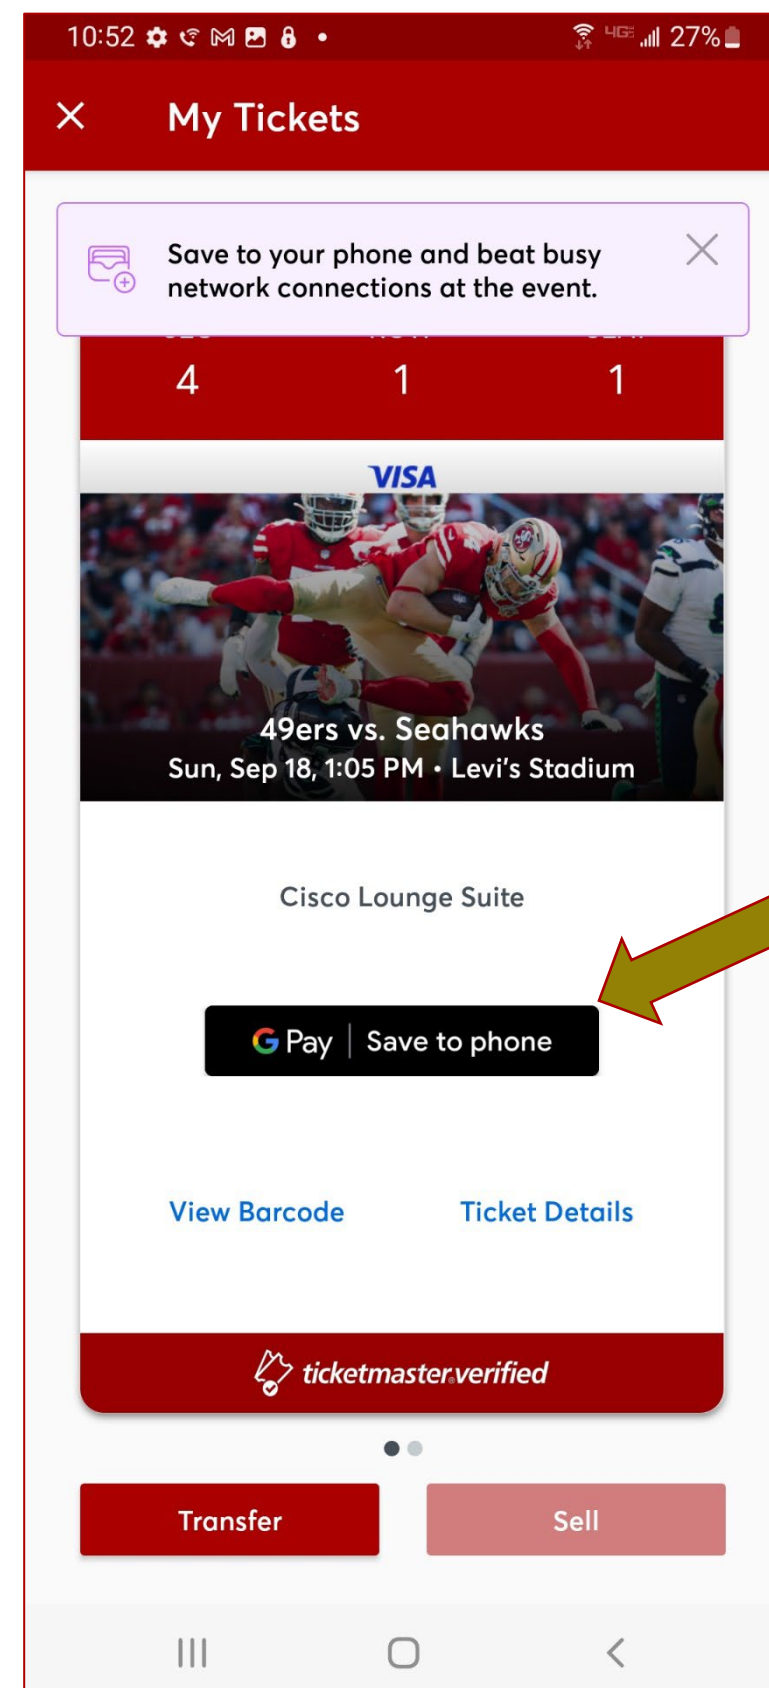 10:52 4G 27%
My Tickets
Save to your phone and beat busy
network connections at the event.
4 1 1
VISA
49ers vs. Seahawks
Sun, Sep 18, 1:05 PM • Levi's Stadium
Cisco Lounge Suite
G Pay | Save to phone
View Barcode Ticket Details
ticketmaster® verified
Transfer Sell